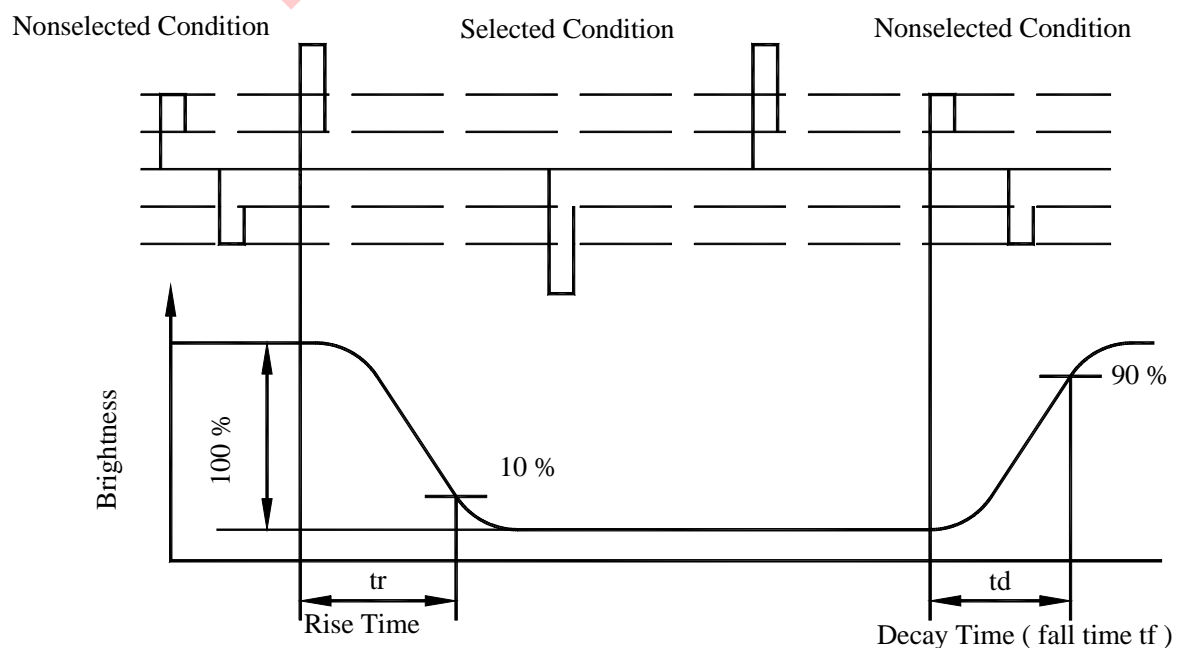 Nonselected Condition
Selected Condition
Nonselected Condition
Brightness
100 %
10 %
90 %
tr
Rise Time
td
Decay Time ( fall time tf )